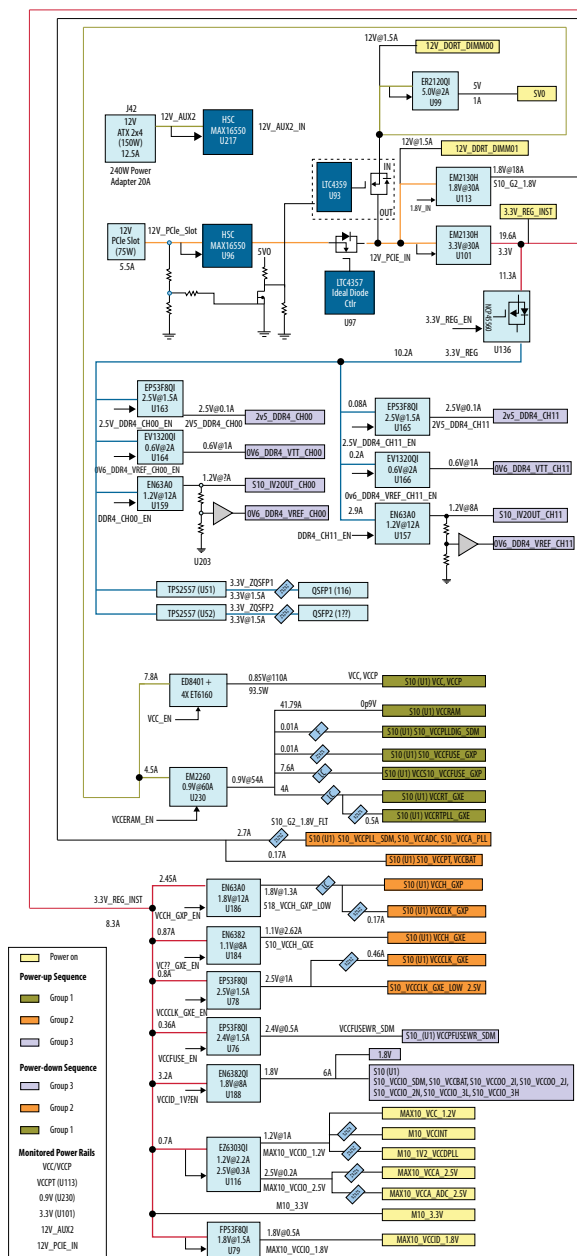 12V@1.5A
12V_DORT_DIMM00
ER2120QI
5.0V@2A
U99
5V
1A
5V0
J42
12V
ATX 2x4
(150W)
12.5A
240W Power
Adapter 20A
12V_AUX2
HSC
MAX16550
U217
12V_AUX2_IN
12V@1.5A
12V_DDRT_DIMM01
LTC4359
U93
IN
OUT
EM2130H
1.8V@30A
U113
1.8V_IN
1.8V@18A
S10_G2_1.8V
3.3V_REG_INST
12V
PCIe Slot
(75W)
5.5A
12V_PCIe_Slot
HSC
MAX16550
U96
5VO
LTC4357
Ideal Diode
Ctlr
U97
12V_PCIE_IN
EM2130H
3.3V@30A
U101
19.6A
3.3V
11.3A
3.3V_REG_EN
NCP45560
U136
10.2A
3.3V_REG
EP53F8QI
2.5V@1.5A
U163
2.5V_DDR4_CH00_EN
2.5V@0.1A
2V5_DDR4_CH00
2v5_DDR4_CH00
EV1320QI
0.6V@2A
U164
0V6_DDR4_VREF_CH00_EN
0.6V@1A
0V6_DDR4_VTT_CH00
EN63A0
1.2V@12A
U159
DDR4_CH00_EN
1.2V@?A
S10_IV2OUT_CH00
0V6_DDR4_VREF_CH00
U203
0.08A
EP53F8QI
2.5V@1.5A
U165
2.5V_DDR4_CH11_EN
2.5V@0.1A
2V5_DDR4_CH11
2v5_DDR4_CH11
0.2A
EV1320QI
0.6V@2A
U166
0v6_DDR4_VREF_CH11_EN
0.6V@1A
0V6_DDR4_VTT_CH11
2.9A
EN63A0
1.2V@12A
U157
DDR4_CH11_EN
1.2V@8A
S10_IV2OUT_CH11
0V6_DDR4_VREF_CH11
TPS2557 (U51)
3.3V_ZQSFP1
3.3V@1.5A
QSFP1 (116)
TPS2557 (U52)
3.3V_ZQSFP2
3.3V@1.5A
QSFP2 (1??)
7.8A
ED8401 +
4X ET6160
VCC_EN
0.85V@110A
93.5W
VCC, VCCP
S10 (U1) VCC, VCCP
4.5A
EM2260
0.9V@60A
U230
VCCERAM_EN
0.9V@54A
41.79A
0p9V
S10 (U1) VCCRAM
0.01A
F
S10 (U1) S10_VCCPLLDIG_SDM
0.01A
S10 (U1) S10_VCCFUSE_GXP
7.6A
LC
S10 (U1) VCCS10_VCCFUSE_GXP
4A
LC
S10 (U1) VCCRT_GXE
0.5A
S10 (U1) VCCRTPLL_GXE
S10_G2_1.8V_FLT
2.7A
S10 (U1) S10_VCCPLL_SDM, VCCADC, S10_VCCA_PLL
0.17A
S10 (U1) S10_VCCPT, VCCBAT
3.3V_REG_INST
8.3A
2.45A
EN63A0
1.8V@12A
U186
VCCH_GXP_EN
1.8V@1.3A
S18_VCCH_GXP_LOW
LC
S10 (U1) VCCH_GXP
0.17A
S10 (U1) VCCCLK_GXP
0.87A
EN6382
1.1V@8A
U184
VC??_GXE_EN
1.1V@2.62A
S10_VCCH_GXE
S10 (U1) VCCH_GXE
0.8A
EP53F8QI
2.5V@1.5A
U78
VCCCLK_GXE_EN
2.5V@1A
0.46A
S10 (U1) VCCCLK_GXE
S10_VCCCLK_GXE_LOW 2.5V
0.36A
EP53F8QI
2.4V@1.5A
U76
VCCFUSE_EN
2.4V@0.5A
VCCFUSEWR_SDM
S10_(U1) VCCPFUSEWR_SDM
3.2A
EN6382QI
1.8V@8A
U188
VCCID_1V?EN
1.8V
6A
1.8V
S10 (U1)
S10_VCCIO_SDM, S10_VCCBAT, S10_VCCOO_2I, S10_VCCOO_2J,
S10_VCCIO_2N, S10_VCCIO_3L, S10_VCCIO_3H
0.7A
EZ6303QI
1.2V@2.2A
2.5V@0.3A
U116
1.2V@1A
MAX10_VCCIO_1.2V
MAX10_VCC_1.2V
M10_VCCINT
M10_1V2_VCCDPLL
2.5V@0.2A
MAX10_VCCIO_2.5V
MAX10_VCCA_2.5V
MAX10_VCCA_ADC_2.5V
M10_3.3V
M10_3.3V
FP53F8QI
1.8V@1.5A
U79
1.8V@0.5A
MAX10_VCCIO_1.8V
MAX10_VCCID_1.8V
Power on
Power-up Sequence
Group 1
Group 2
Group 3
Power-down Sequence
Group 3
Group 2
Group 1
Monitored Power Rails
VCC/VCCP
VCCPT (U113)
0.9V (U230)
3.3V (U101)
12V_AUX2
12V_PCIE_IN